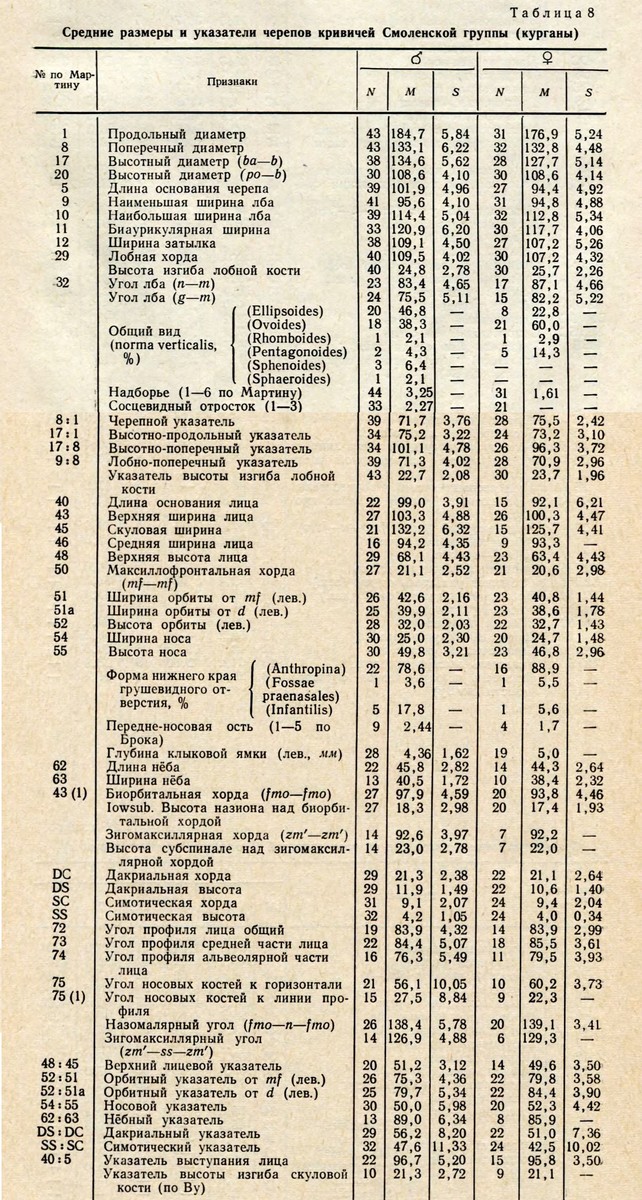 Таблица 8
Средние размеры и указатели черепов кривичей Смоленской группы (курганы)
№ по Мар-
тину Признаки ♂ ♀
N M S N M S
1 Продольный диаметр 43 184,7 5,84 31 176,9 5,24
8 Поперечный диаметр 43 133,1 6,22 32 132,8 4,48
17 Высотный диаметр (ba—b) 38 134,6 5,62 28 127,7 5,14
20 Высотный диаметр (po—b) 30 108,6 4,10 30 108,6 4,14
5 Длина основания черепа 39 101,9 4,96 27 94,4 4,92
9 Наименьшая ширина лба 41 95,6 4,10 31 94,8 4,88
10 Наибольшая ширина лба 39 114,4 5,04 32 112,8 5,34
11 Биаурикулярная ширина 33 120,9 6,20 30 117,7 4,06
12 Ширина затылка 38 109,1 4,50 27 107,2 5,26
29 Лобная хорда 40 109,5 4,02 30 107,2 4,32
Высота изгиба лобной кости 40 24,8 2,78 30 25,7 2,26
32 Угол лба (n—m) 23 83,4 4,65 17 87,1 4,66
Угол лба (g—m) 24 75,5 5,11 15 82,2 5,22
(Ellipsoides) 20 46,8 — 8 22,8 —
Общий вид (Ovoides) 18 38,3 — 21 60,0 —
(norma verticalis, (Rhomboides) 1 2,1 — 1 2,9 —
%) (Pentagonoides) 2 4,3 — 5 14,3 —
(Sphenoides) 3 6,4 — — — —
(Sphaeroides) 1 2,1 — — — —
Надборье (1—6 по Мартину) 44 3,25 — 31 1,61 —
Сосцевидный отросток (1—3) 33 2,27 — 21 — —
8:1 Черепной указатель 39 71,7 3,76 28 75,5 2,42
17:1 Высотно-продольный указатель 34 75,2 3,22 24 73,2 3,10
17:8 Высотно-поперечный указатель 34 101,1 4,78 26 96,3 3,72
9:8 Лобно-поперечный указатель 39 71,3 4,02 28 70,9 2,96
Указатель высоты изгиба лобной 43 22,7 2,08 30 23,7 1,96
кости
40 Длина основания лица 22 99,0 3,91 15 92,1 6,21
43 Верхняя ширина лица 27 103,3 4,88 26 100,3 4,47
45 Скуловая ширина 21 132,2 6,32 15 125,7 4,41
46 Средняя ширина лица 16 94,2 4,35 9 93,3 —
48 Верхняя высота лица 29 68,1 4,43 23 63,4 4,43
50 Максиллофронтальная хорда 27 21,1 2,52 21 20,6 2,98
(mf—mf)
51 Ширина орбиты от mf (лев.) 26 42,6 2,16 23 40,8 1,44
51а Ширина орбиты от d (лев.) 25 39,9 2,11 23 38,6 1,78
52 Высота орбиты (лев.) 28 32,0 2,03 22 32,7 1,43
54 Ширина носа 30 25,0 2,30 20 24,7 1,48
55 Высота носа 30 49,8 3,21 23 46,8 2,96
Форма нижнего края (Anthropina) 22 78,6 — 16 88,9 —
грушевидного от- (Fossae 1 3,6 — 1 5,5 —
верстия, % praenasales)
(Infantilis) 5 17,8 — 1 5,6 —
Передне-носовая ость (1—5 по 9 2,44 — 4 1,7 —
Брока)
Глубина клыковой ямки (лев., мм) 28 4,36 1,62 19 5,0 —
62 Длина нёба 22 45,8 2,82 14 44,3 2,64
63 Ширина нёба 13 40,5 1,72 10 38,4 2,32
43 (1) Биорбитальная хорда (fmo—fmo) 27 97,9 4,59 20 93,8 4,46
Iowsub. Высота назиона над биорби- 27 18,3 2,98 20 17,4 1,93
тальной хордой
Зигомаксиллярная хорда (zm'—zm') 14 92,6 3,97 7 92,2 —
Высота субспинале над зигомаксил- 14 23,0 2,78 7 22,0 —
лярной хордой
DC Дакриальная хорда 29 21,3 2,38 22 21,1 2,64
DS Дакриальная высота 29 11,9 1,49 22 10,6 1,40
SC Симотическая хорда 31 9,1 2,07 24 9,4 2,04
SS Симотическая высота 32 4,2 1,05 24 4,0 0,34
72 Угол профиля лица общий 19 83,9 4,32 14 83,9 2,99
73 Угол профиля средней части лица 22 84,4 5,07 18 85,5 3,61
74 Угол профиля альвеолярной части 16 76,3 5,49 11 79,5 3,93
лица
75 Угол носовых костей к горизонтали 21 56,1 10,05 10 60,2 3,73
75 (1) Угол носовых костей к линии про- 15 27,5 8,84 9 22,3 —
филя
Назомалярный угол (fmo—n—fmo) 26 138,4 5,78 20 139,1 3,41
Зигомаксиллярный угол 14 126,9 4,88 6 129,3 —
(zm'—ss—zm')
48:45 Верхний лицевой указатель 20 51,2 3,12 14 49,6 3,50
52:51 Орбитный указатель от mf (лев.) 26 75,3 4,36 22 79,8 3,58
52:51а Орбитный указатель от d (лев.) 25 79,7 5,34 22 84,4 3,90
54:55 Носовой указатель 30 50,0 5,98 20 52,3 4,42
62:63 Нёбный указатель 13 89,0 6,34 8 85,9 —
DS:DC Дакриальный указатель 29 56,2 8,20 22 51,0 7,36
SS:SC Симотический указатель 32 47,6 11,33 24 42,5 10,02
40:5 Указатель выступания лица 22 96,7 5,20 15 95,8 3,50
Указатель высоты изгиба скуловой 10 21,3 2,72 9 21,1 —
кости (по Ву)